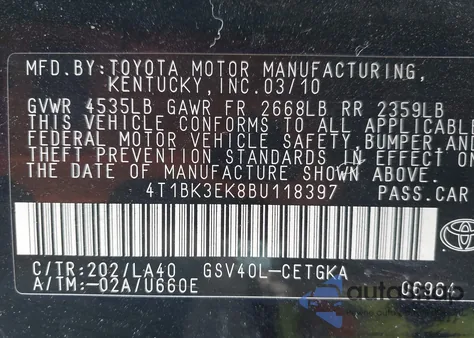 MFD.BY:TOYOTA MOTOR MANUFACTURING,
KENTUCKY,INC.03/10
GVWR 4535LB GAWR FR 2668LB RR 2359LB
THIS VEHICLE CONFORMS TO ALL APPLICABLE
FEDERAL MOTOR VEHICLE SAFETY,BUMPER,AND
THEFT PREVENTION STANDARDS IN EFFECT ON
THE DATE OF MANUFACTURE SHOWN ABOVE.
4T1BK3EK8BU118397 PASS.CAR
C/TR:202/LA40 GSV40L-CETGKA
A/TM:-02A/U660E 06964
autoauction